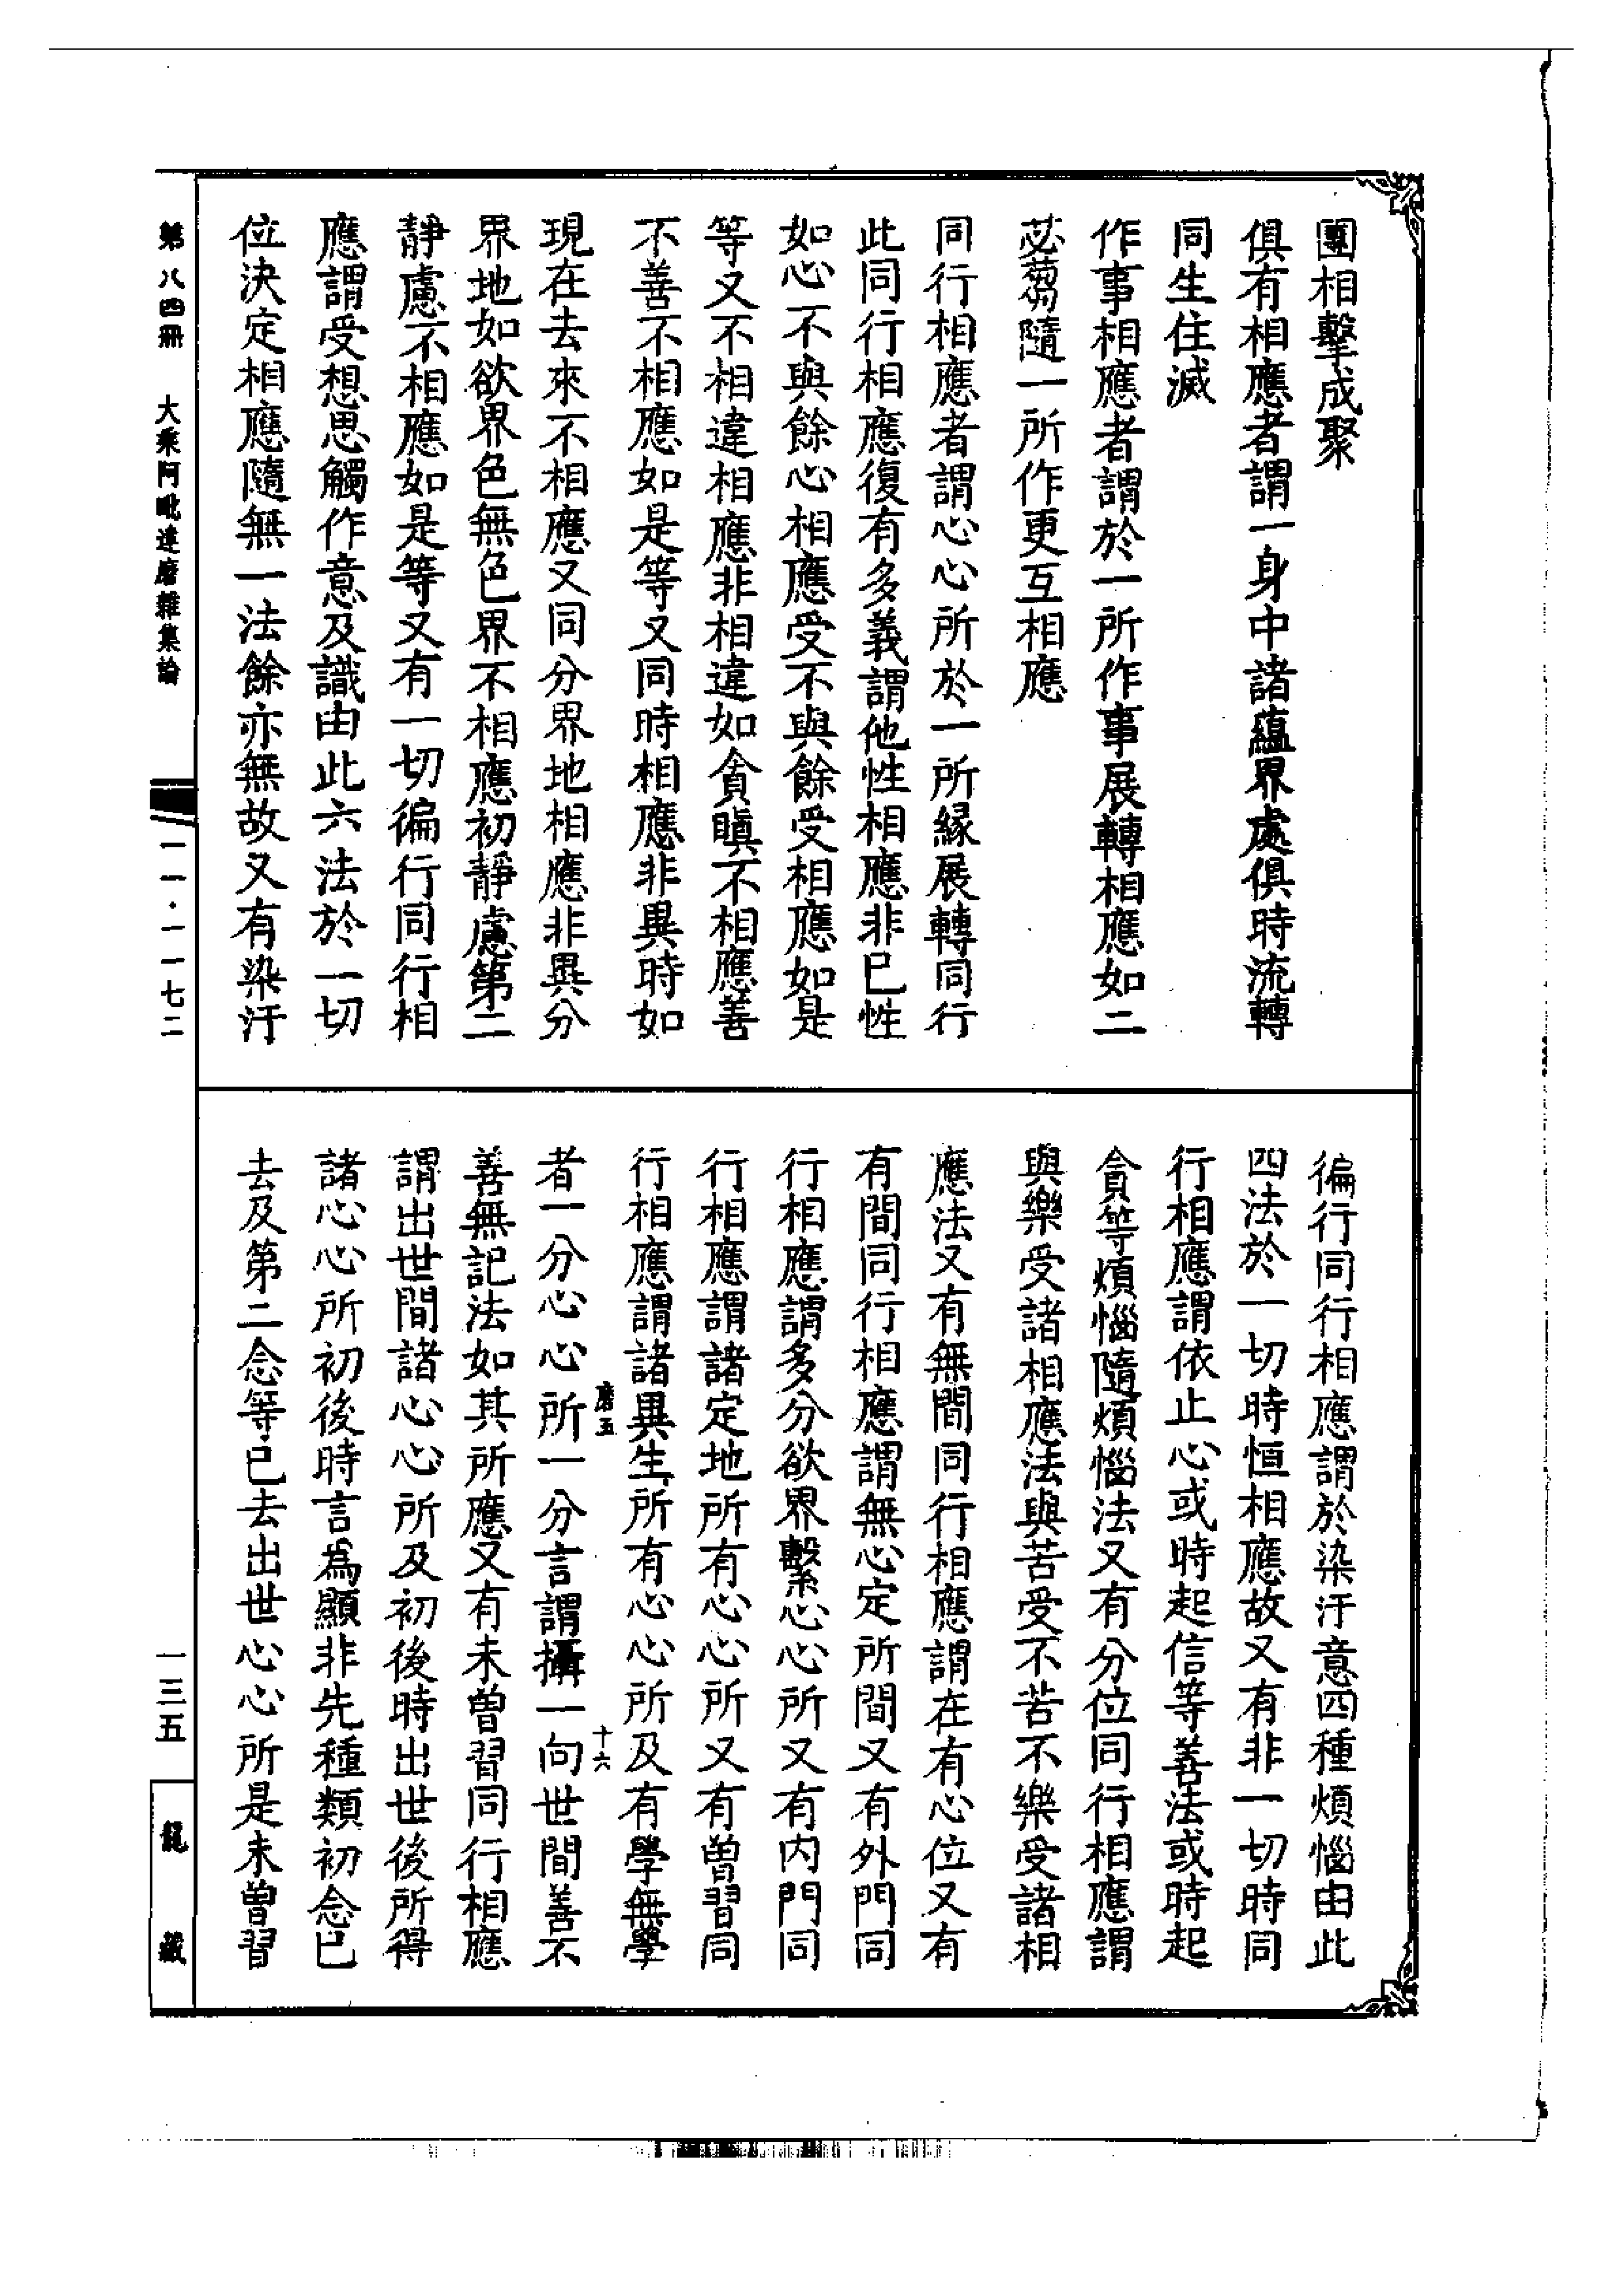 團相擊成聚
俱有相應者謂一身中諸蘊界處俱時流轉
同生住滅
作事相應者謂於一所作事展轉相應如二
苾蒭隨一所作更互相應
同行相應者謂心心所於一所緣展轉同行
此同行相應復有多義謂他性相應非已性
如心不與餘心相應受不與餘受相應如是
等又不相違相應非相違如貪瞋不相應善
不善不相應如是等又同時相應非異時如
現在去來不相應又同分界地相應非異分
界地如欲界色無色界不相應初靜慮第二
靜慮不相應如是等又有一切徧行同行相
應謂受想思觸作意及識由此六法於一切
位決定相應隨無一法餘亦無故又有染汙
徧行同行相應謂於染汙意四種煩惱由此
四法於一切時恒相應故又有非一切時同
行相應謂依止心或時起信等善法或時起
貪等煩惱隨煩惱法又有分位同行相應謂
與樂受諸相應法與苦受不苦不樂受諸相
應法又有無間同行相應謂在有心位又有
有間同行相應謂無心定所間又有外門同
行相應謂多分欲界繫心心所又有內門同
行相應謂諸定地所有心心所又有曾習同
行相應謂諸異生所有心心所及有學無學
磨五
十六
者一分心心所一分言謂攝一向世間善不
善無記法如其所應又有未曾習同行相應
謂出世間諸心心所及初後時出世後所得
諸心心所初後時言為顯非先種類初念已
去及第二念等已去出世心心所是未曾習
第八四冊
大乘阿毗達磨雜集論
一一·一一七二
一三五
龍藏